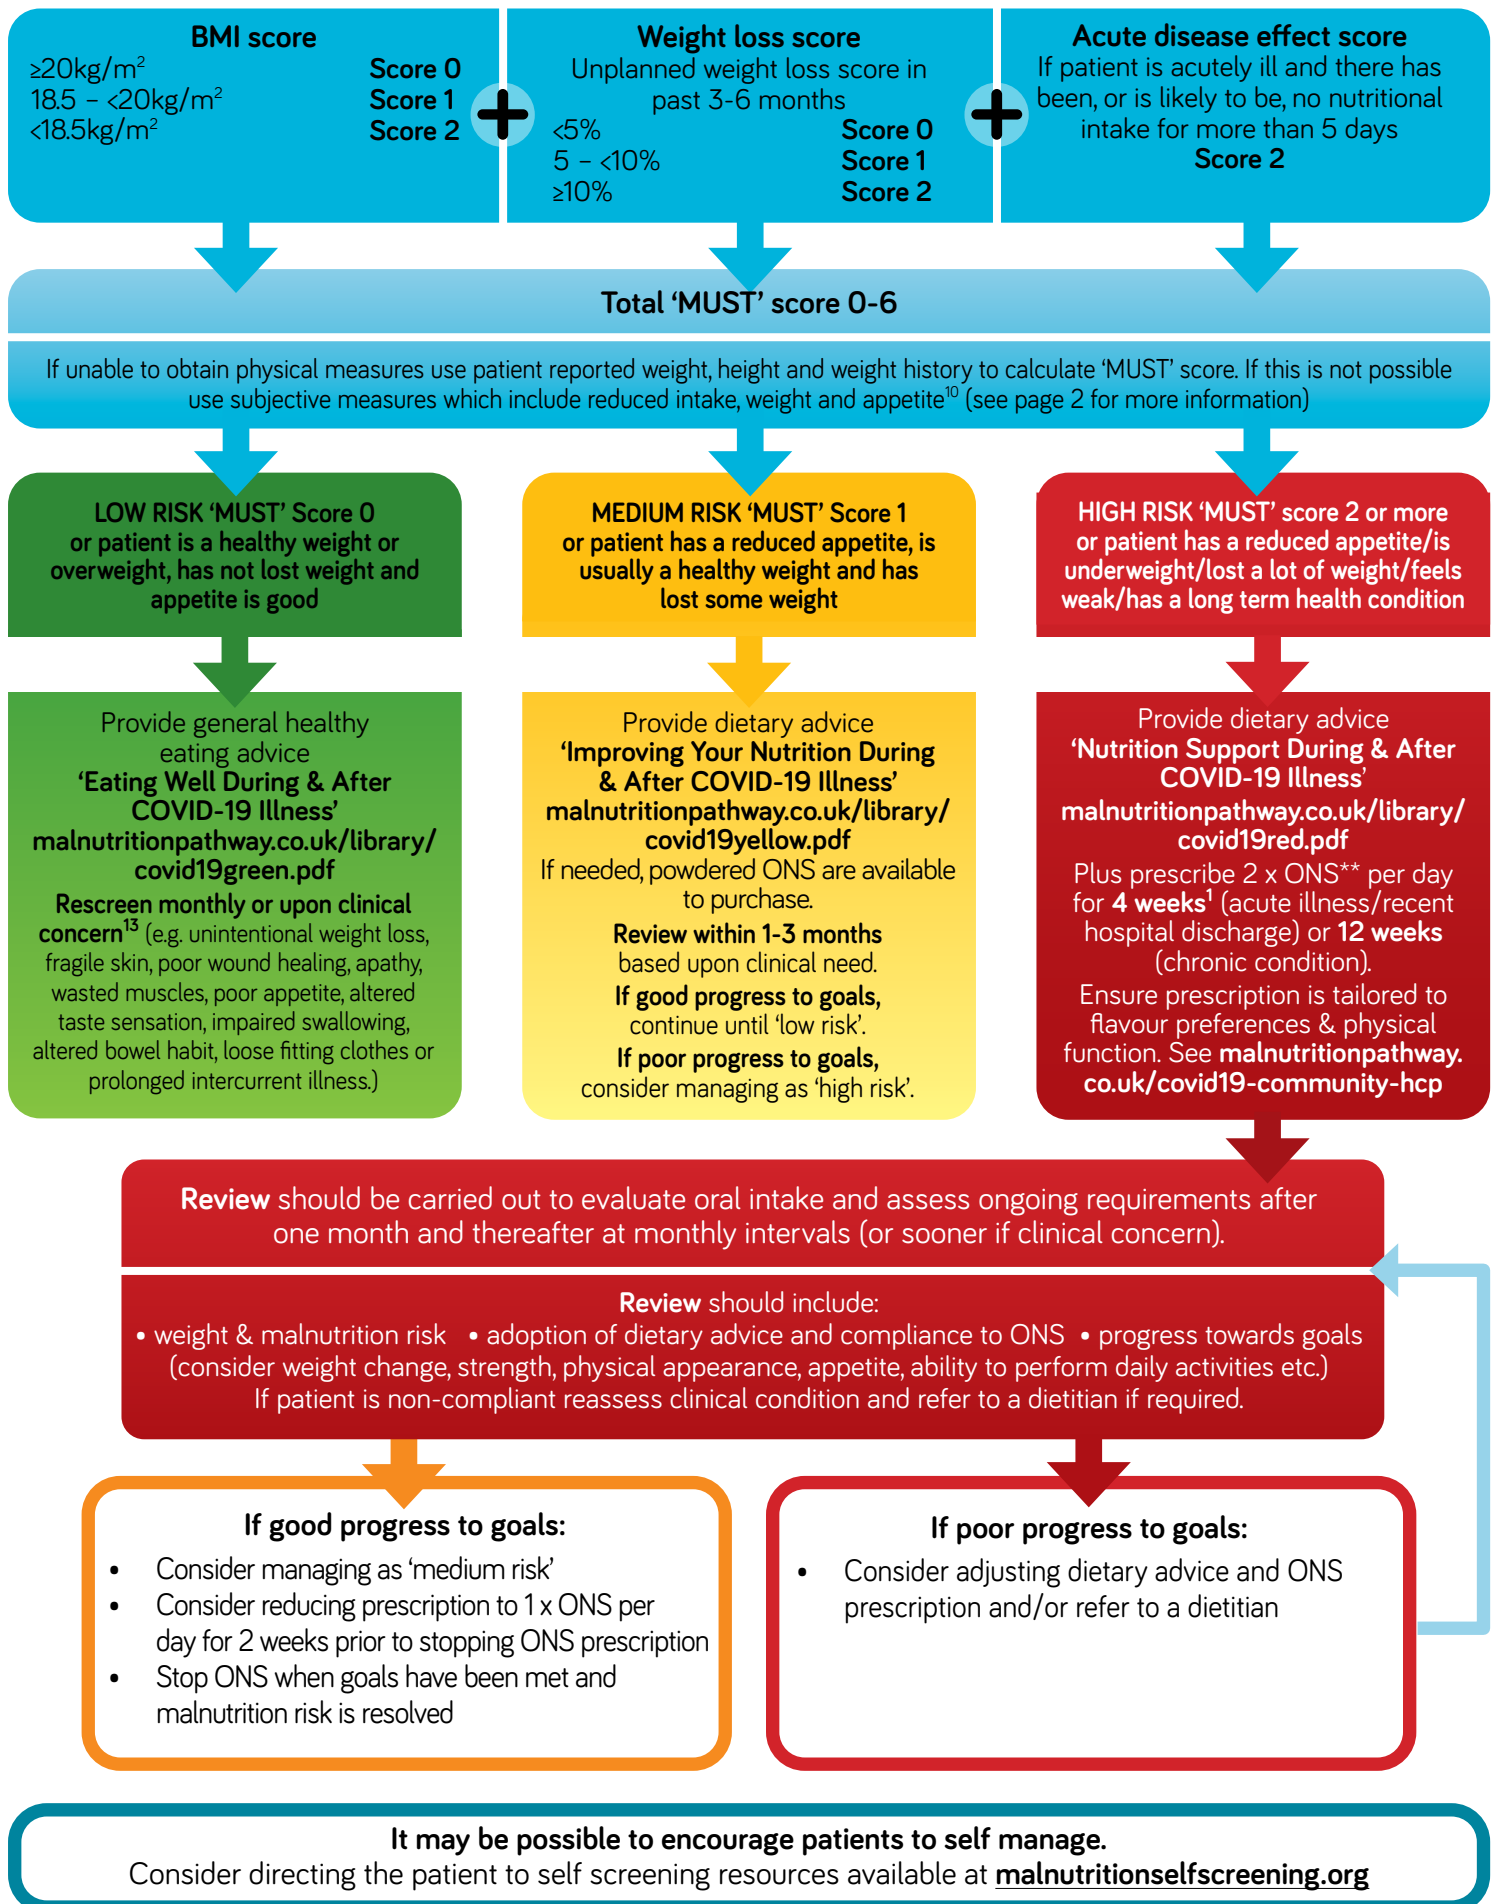 BMI score
≥20kg/m² Score 0
18.5 – <20kg/m² Score 1
<18.5kg/m² Score 2
+
Weight loss score
Unplanned weight loss score in
past 3-6 months
<5% Score 0
5 – <10% Score 1
≥10% Score 2
+
Acute disease effect score
If patient is acutely ill and there has
been, or is likely to be, no nutritional
intake for more than 5 days
Score 2
Total ‘MUST’ score 0-6
If unable to obtain physical measures use patient reported weight, height and weight history to calculate ‘MUST’ score. If this is not possible
use subjective measures which include reduced intake, weight and appetite¹⁰ (see page 2 for more information)
LOW RISK ‘MUST’ Score 0
or patient is a healthy weight or
overweight, has not lost weight and
appetite is good
Provide general healthy
eating advice
‘Eating Well During & After
COVID-19 Illness’
malnutritionpathway.co.uk/library/
covid19green.pdf
Rescreen monthly or upon clinical
concern¹³ (e.g. unintentional weight loss,
fragile skin, poor wound healing, apathy,
wasted muscles, poor appetite, altered
taste sensation, impaired swallowing,
altered bowel habit, loose fitting clothes or
prolonged intercurrent illness.)
MEDIUM RISK ‘MUST’ Score 1
or patient has a reduced appetite, is
usually a healthy weight and has
lost some weight
Provide dietary advice
‘Improving Your Nutrition During
& After COVID-19 Illness’
malnutritionpathway.co.uk/library/
covid19yellow.pdf
If needed, powdered ONS are available
to purchase.
Review within 1-3 months
based upon clinical need.
If good progress to goals,
continue until ‘low risk’.
If poor progress to goals,
consider managing as ‘high risk’.
HIGH RISK ‘MUST’ score 2 or more
or patient has a reduced appetite/is
underweight/lost a lot of weight/feels
weak/has a long term health condition
Provide dietary advice
‘Nutrition Support During & After
COVID-19 Illness’
malnutritionpathway.co.uk/library/
covid19red.pdf
Plus prescribe 2 x ONS** per day
for 4 weeks¹ (acute illness/recent
hospital discharge) or 12 weeks
(chronic condition).
Ensure prescription is tailored to
flavour preferences & physical
function. See malnutritionpathway.
co.uk/covid19-community-hcp
Review should be carried out to evaluate oral intake and assess ongoing requirements after
one month and thereafter at monthly intervals (or sooner if clinical concern).
Review should include:
• weight & malnutrition risk • adoption of dietary advice and compliance to ONS • progress towards goals
(consider weight change, strength, physical appearance, appetite, ability to perform daily activities etc.)
If patient is non-compliant reassess clinical condition and refer to a dietitian if required.
If good progress to goals:
• Consider managing as ‘medium risk’
• Consider reducing prescription to 1 x ONS per
day for 2 weeks prior to stopping ONS prescription
• Stop ONS when goals have been met and
malnutrition risk is resolved
If poor progress to goals:
• Consider adjusting dietary advice and ONS
prescription and/or refer to a dietitian
It may be possible to encourage patients to self manage.
Consider directing the patient to self screening resources available at malnutritionselfscreening.org